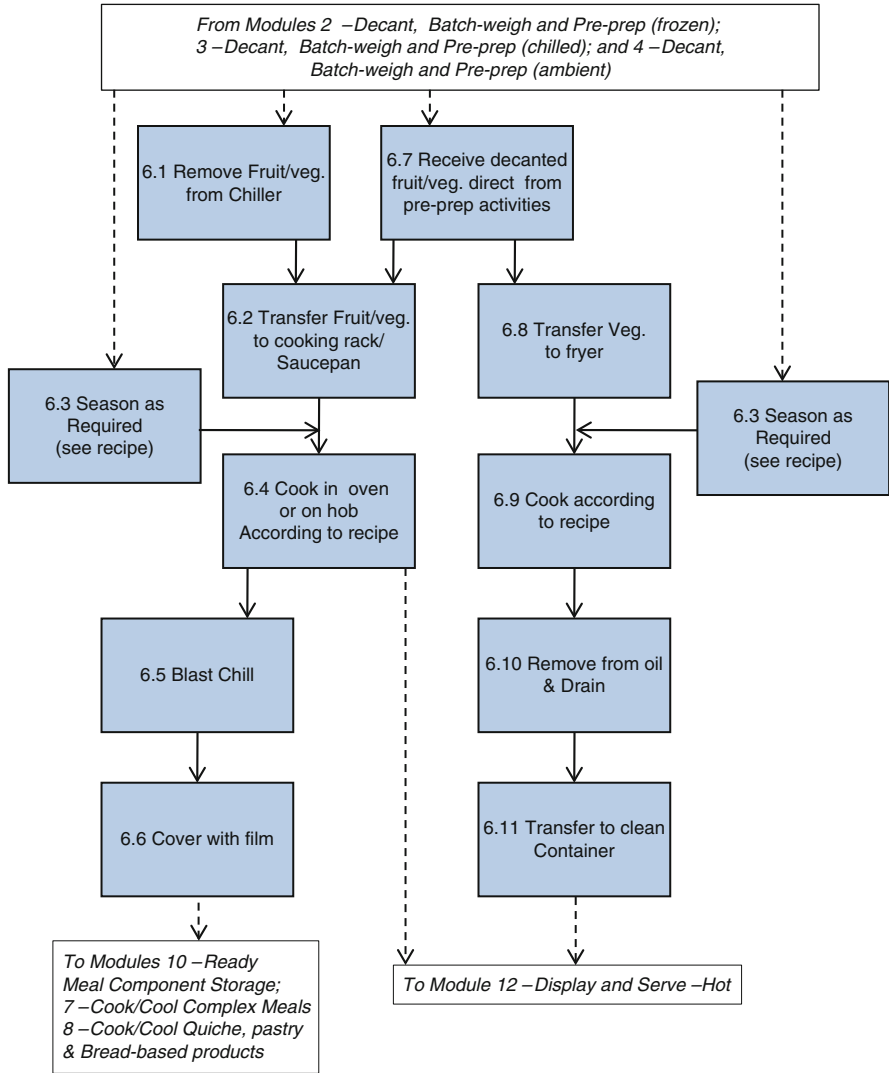 From Modules 2 –Decant, Batch-weigh and Pre-prep (frozen);
3 –Decant, Batch-weigh and Pre-prep (chilled); and 4 –Decant,
Batch-weigh and Pre-prep (ambient)
6.1 Remove Fruit/veg.
from Chiller
6.7 Receive decanted
fruit/veg. direct from
pre-prep activities
6.2 Transfer Fruit/veg.
to cooking rack/
Saucepan
6.8 Transfer Veg.
to fryer
6.3 Season as
Required
(see recipe)
6.3 Season as
Required
(see recipe)
6.4 Cook in oven
or on hob
According to recipe
6.9 Cook according
to recipe
6.5 Blast Chill
6.10 Remove from oil
& Drain
6.6 Cover with film
6.11 Transfer to clean
Container
To Modules 10 –Ready
Meal Component Storage;
7 –Cook/Cool Complex Meals
8 –Cook/Cool Quiche, pastry
& Bread-based products
To Module 12 –Display and Serve –Hot